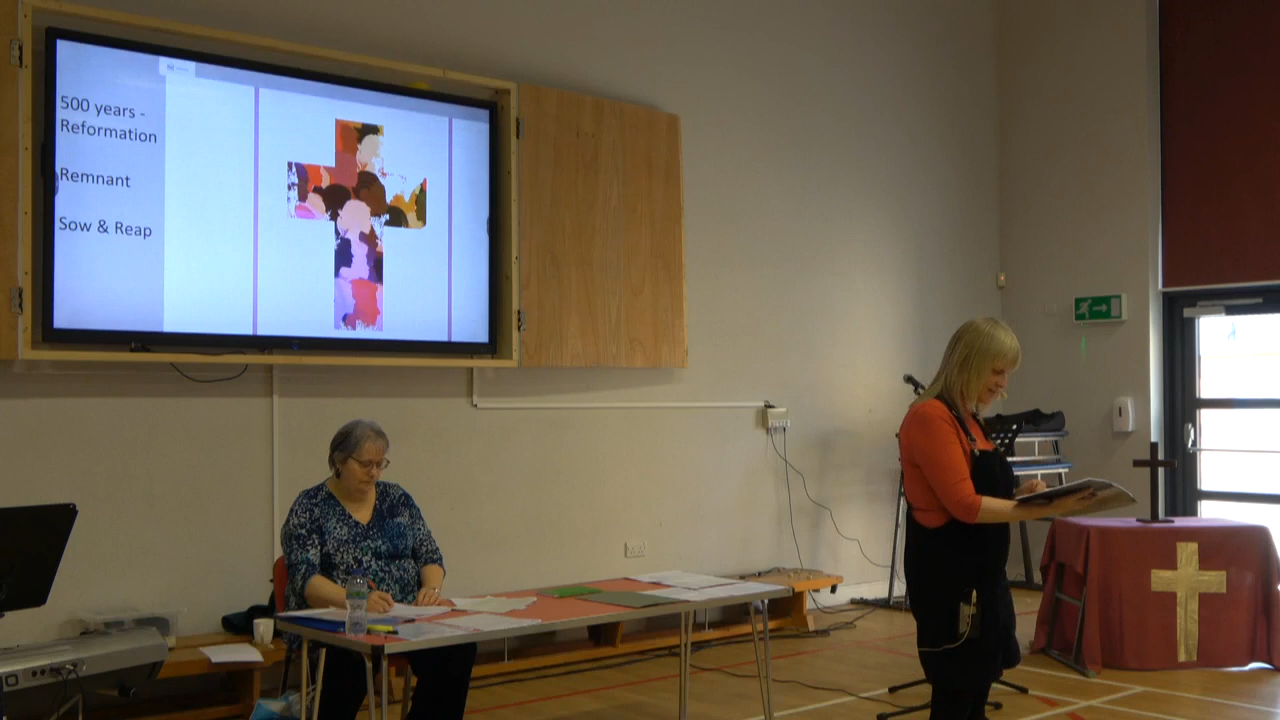 500 years -
Reformation
Remnant
Sow & Reap